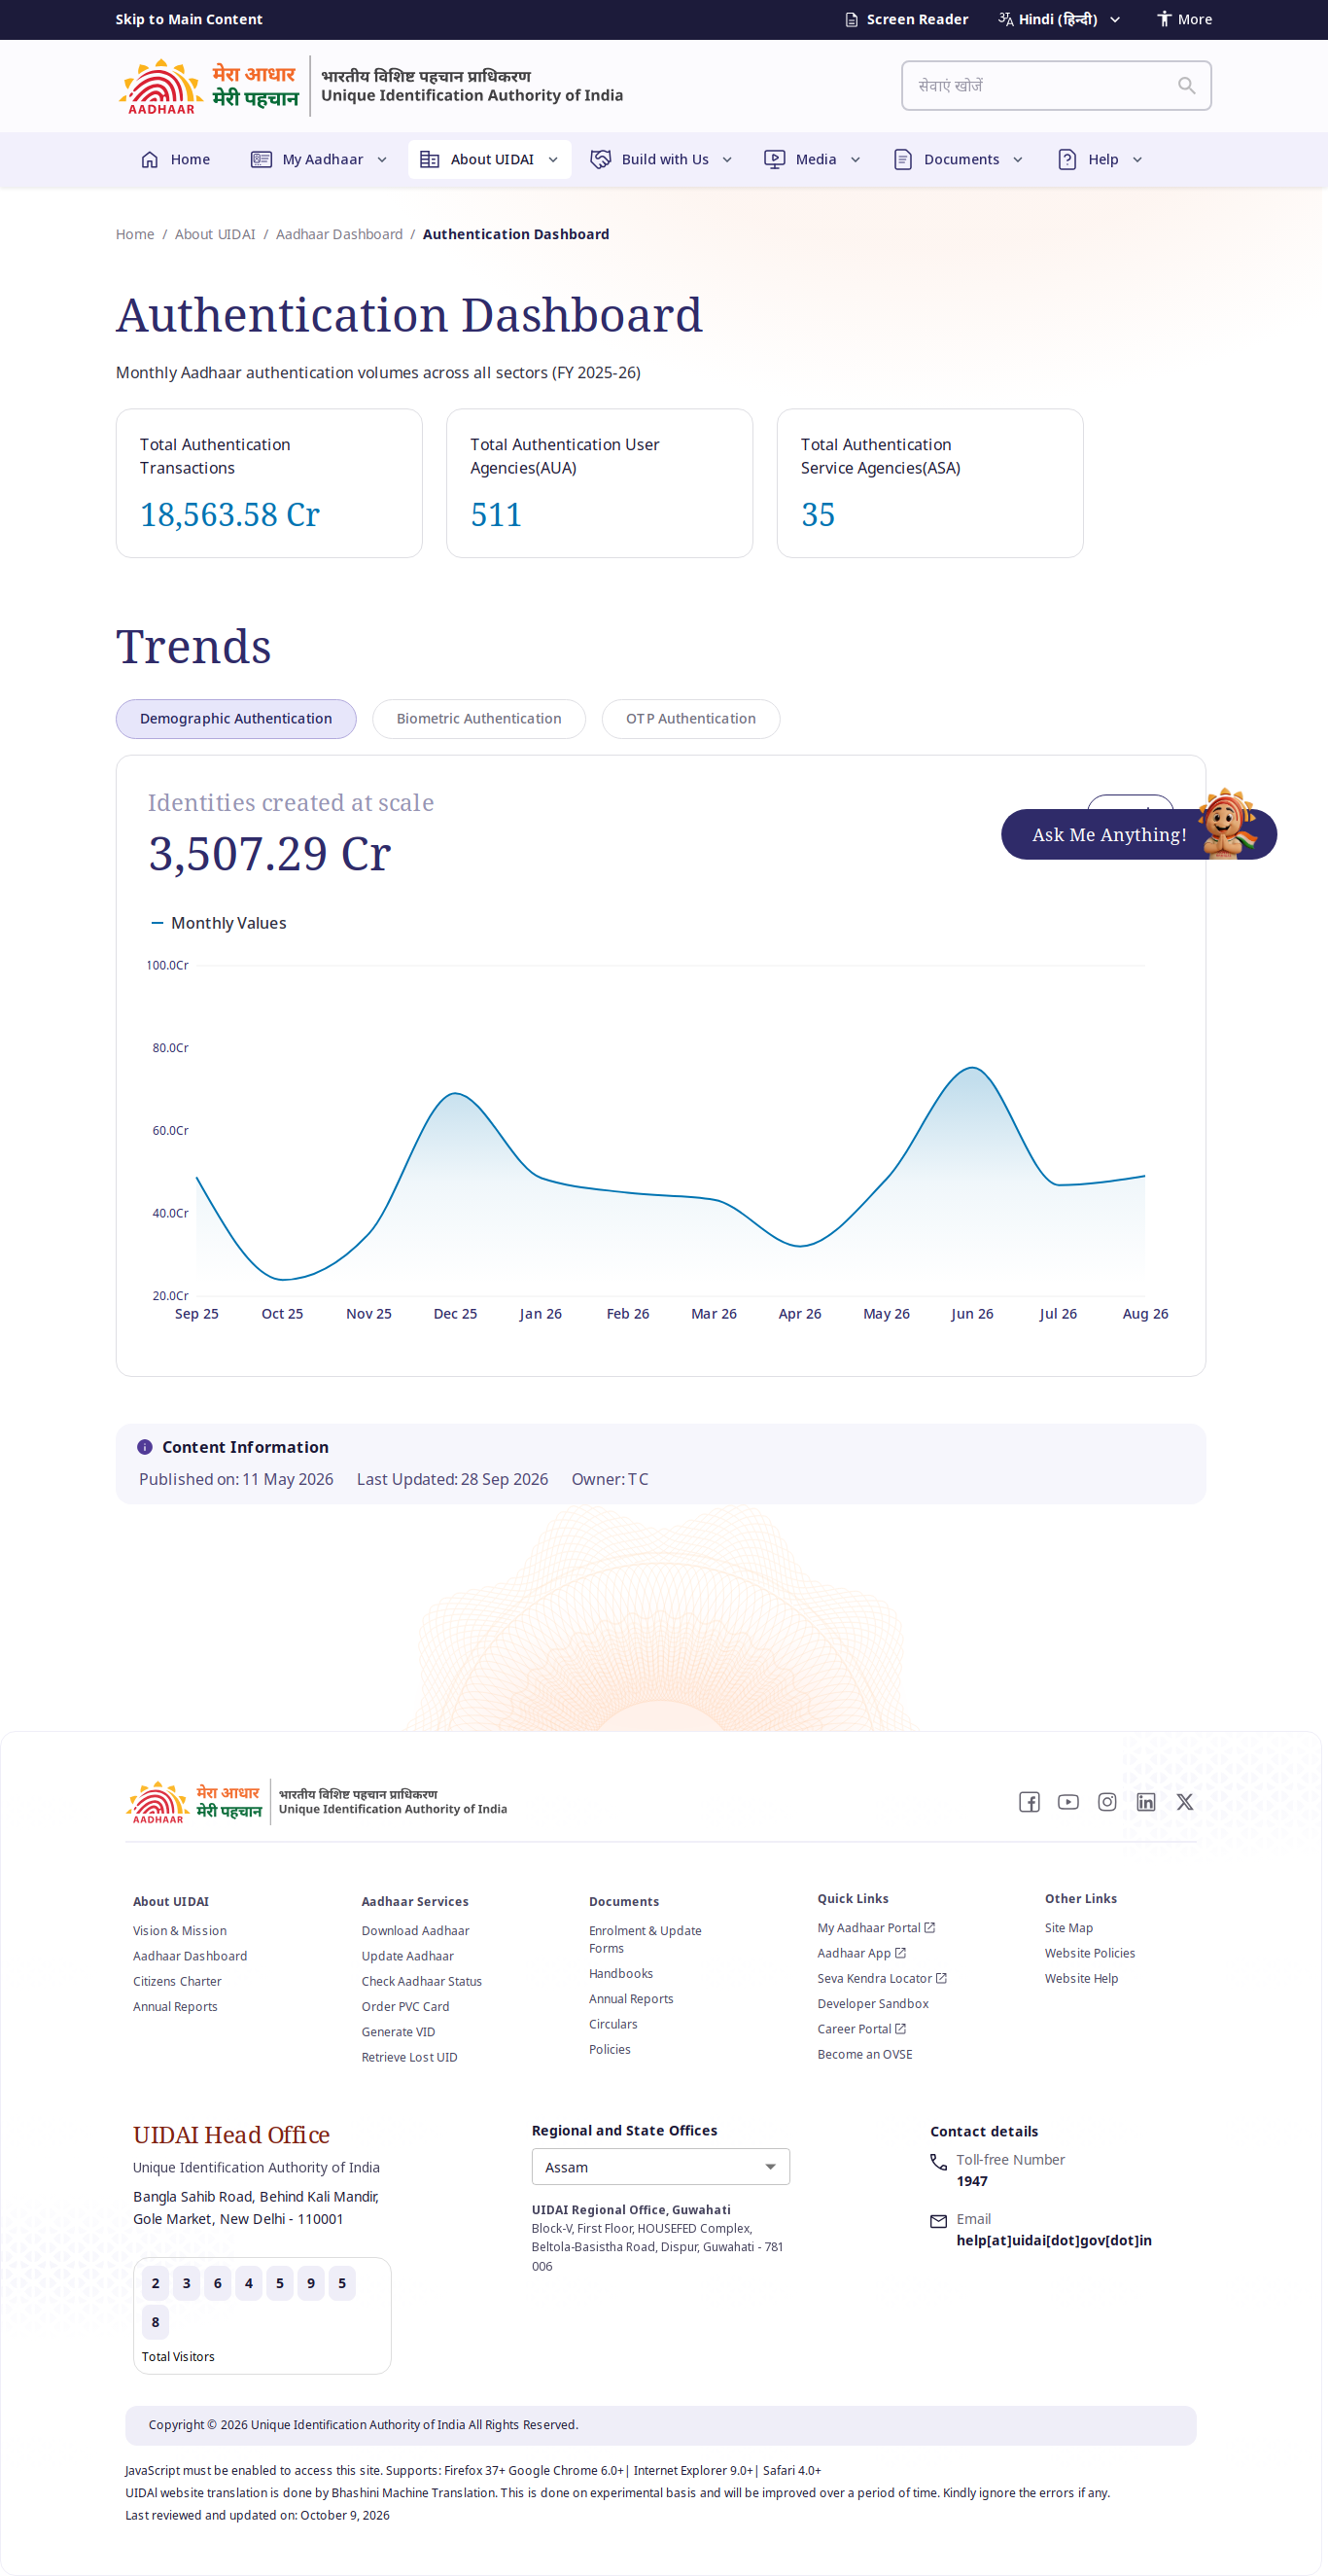 Skip to Main Content
Screen Reader
Hindi (हिन्दी)
More
AADHAAR
मेरा आधार
मेरी पहचान
भारतीय विशिष्ट पहचान प्राधिकरण
Unique Identification Authority of India
सेवाएं खोजें
Home
My Aadhaar
About UIDAI
Build with Us
Media
Documents
Help
Home / About UIDAI / Aadhaar Dashboard / Authentication Dashboard
Authentication Dashboard
Monthly Aadhaar authentication volumes across all sectors (FY 2025-26)
Total Authentication
Transactions
18,563.58 Cr
Total Authentication User
Agencies(AUA)
511
Total Authentication
Service Agencies(ASA)
35
Trends
Demographic Authentication
Biometric Authentication
OTP Authentication
Identities created at scale
3,507.29 Cr
Ask Me Anything!
Monthly Values
100.0Cr
80.0Cr
60.0Cr
40.0Cr
20.0Cr
Sep 25 Oct 25 Nov 25 Dec 25 Jan 26 Feb 26 Mar 26 Apr 26 May 26 Jun 26 Jul 26 Aug 26
Content Information
Published on: 11 May 2026 Last Updated: 28 Sep 2026 Owner: TC
AADHAAR
मेरा आधार
मेरी पहचान
भारतीय विशिष्ट पहचान प्राधिकरण
Unique Identification Authority of India
About UIDAI
Vision & Mission
Aadhaar Dashboard
Citizens Charter
Annual Reports
Aadhaar Services
Download Aadhaar
Update Aadhaar
Check Aadhaar Status
Order PVC Card
Generate VID
Retrieve Lost UID
Documents
Enrolment & Update
Forms
Handbooks
Annual Reports
Circulars
Policies
Quick Links
My Aadhaar Portal
Aadhaar App
Seva Kendra Locator
Developer Sandbox
Career Portal
Become an OVSE
Other Links
Site Map
Website Policies
Website Help
UIDAI Head Office
Unique Identification Authority of India
Bangla Sahib Road, Behind Kali Mandir,
Gole Market, New Delhi - 110001
2 3 6 4 5 9 5
8
Total Visitors
Regional and State Offices
Assam
UIDAI Regional Office, Guwahati
Block-V, First Floor, HOUSEFED Complex,
Beltola-Basistha Road, Dispur, Guwahati - 781
006
Contact details
Toll-free Number
1947
Email
help[at]uidai[dot]gov[dot]in
Copyright © 2026 Unique Identification Authority of India All Rights Reserved.
JavaScript must be enabled to access this site. Supports: Firefox 37+ Google Chrome 6.0+| Internet Explorer 9.0+| Safari 4.0+
UIDAI website translation is done by Bhashini Machine Translation. This is done on experimental basis and will be improved over a period of time. Kindly ignore the errors if any.
Last reviewed and updated on: October 9, 2026